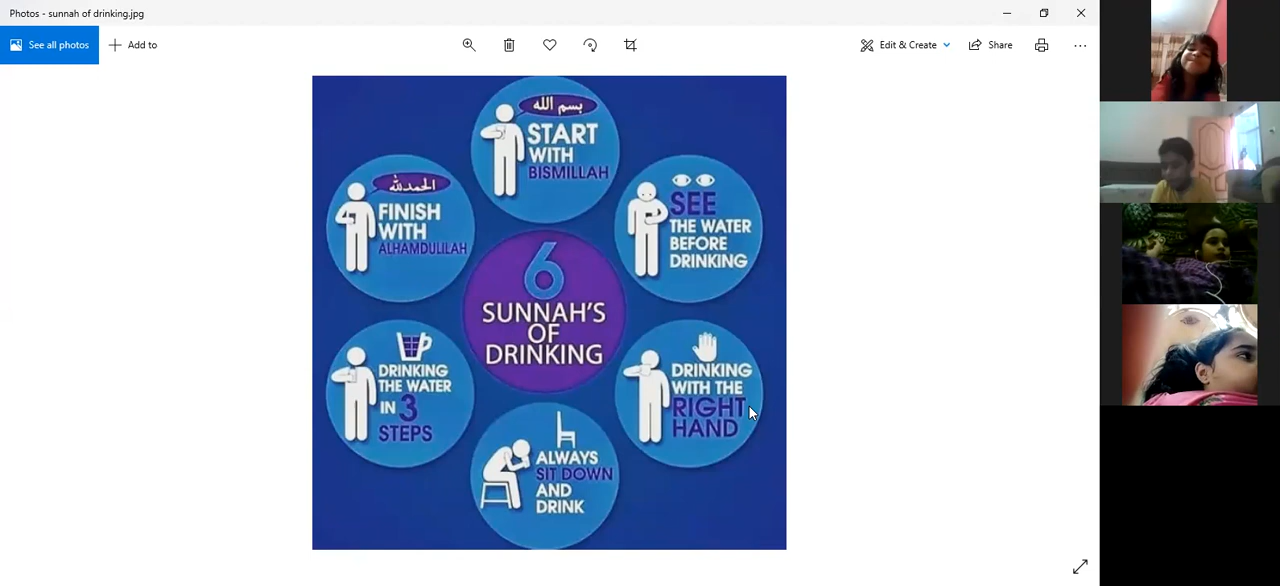 Photos - sunnah of drinking.jpg
See all photos
Add to
Edit & Create
Share
بسم الله
START
WITH
BISMILLAH
SEE
THE WATER
BEFORE
DRINKING
DRINKING
WITH THE
RIGHT
HAND
ALWAYS
SIT DOWN
AND
DRINK
DRINKING
THE WATER
IN 3
STEPS
الحمدلله
FINISH
WITH
ALHAMDULILAH
6
SUNNAH'S
OF
DRINKING